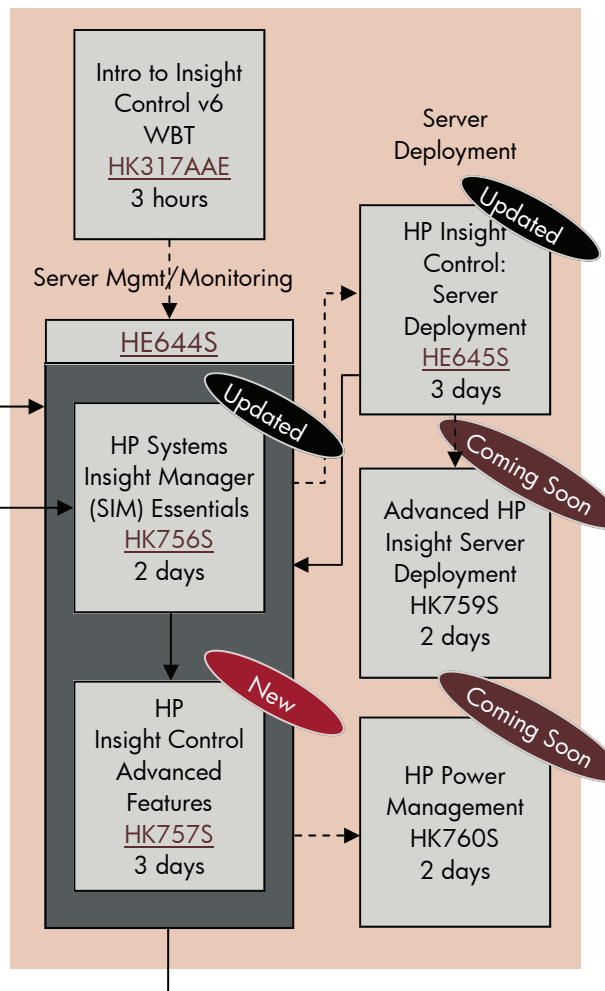 Intro to Insight
Control v6
WBT
HK317AAE
3 hours
Server Mgmt/Monitoring
HE644S
Updated
HP Systems
Insight Manager
(SIM) Essentials
HK756S
2 days
New
HP
Insight Control
Advanced
Features
HK757S
3 days
Server
Deployment
Updated
HP Insight
Control:
Server
Deployment
HE645S
3 days
Coming Soon
Advanced HP
Insight Server
Deployment
HK759S
2 days
Coming Soon
HP Power
Management
HK760S
2 days